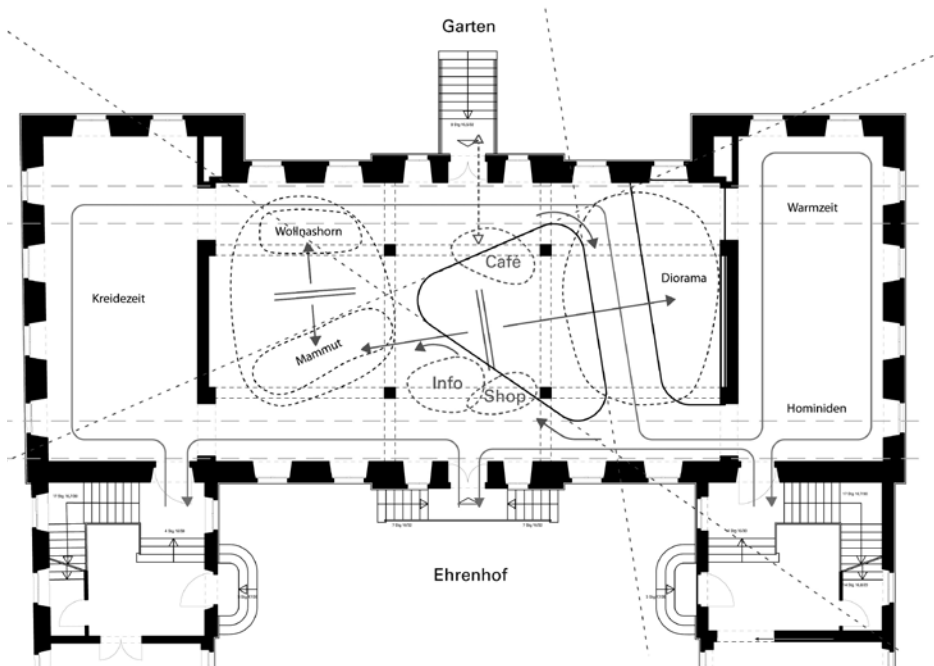 Garten
Wollnashorn
Café
Warmzeit
Diorama
Kreidezeit
Mammut
Info
Shop
Hominiden
Ehrenhof